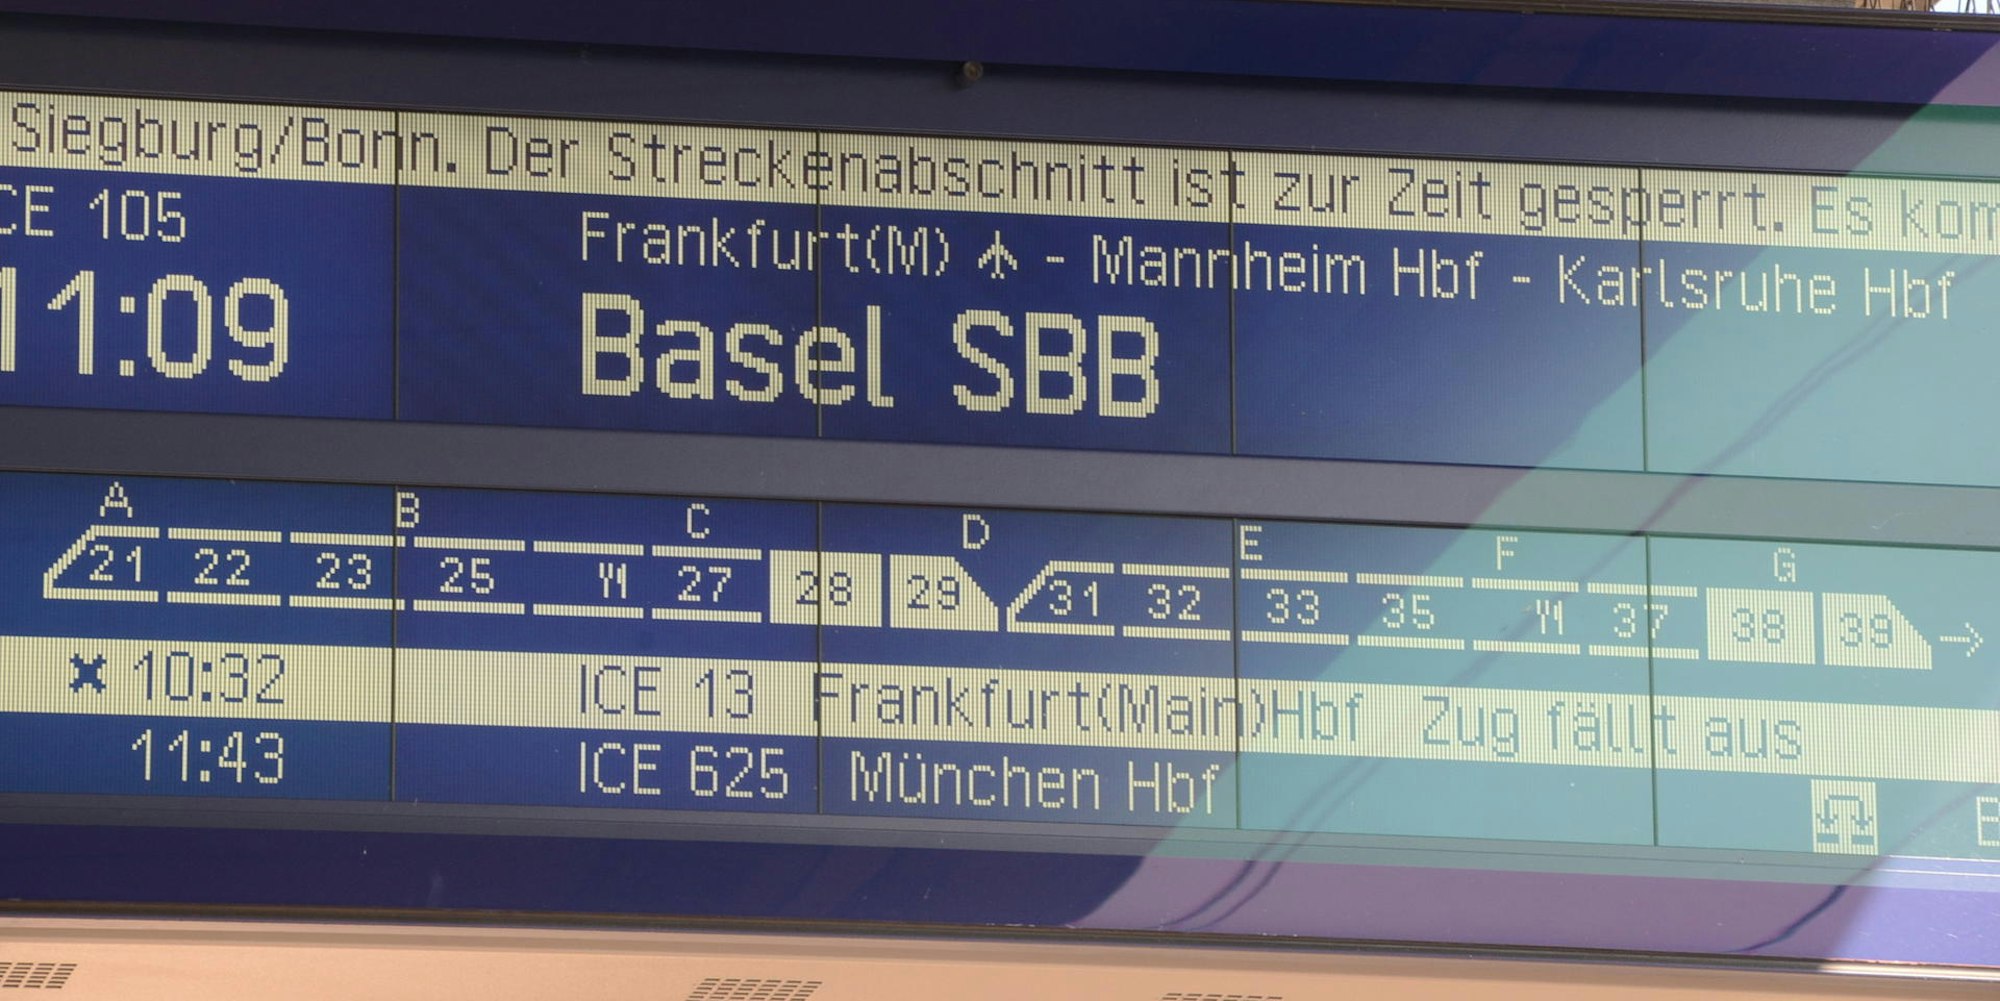 Siegburg/Bonn. Der Streckenabschnitt ist zur Zeit gesperrt. Es kom
CE 105
Frankfurt(M) - Mannheim Hbf - Karlsruhe Hbf
11:09 Basel SBB
A B C D E F G
21 22 23 25 27 28 29 31 32 33 35 37 38 39 →
10:32 ICE 13 Frankfurt(Main)Hbf Zug fällt aus
11:43 ICE 625 München Hbf